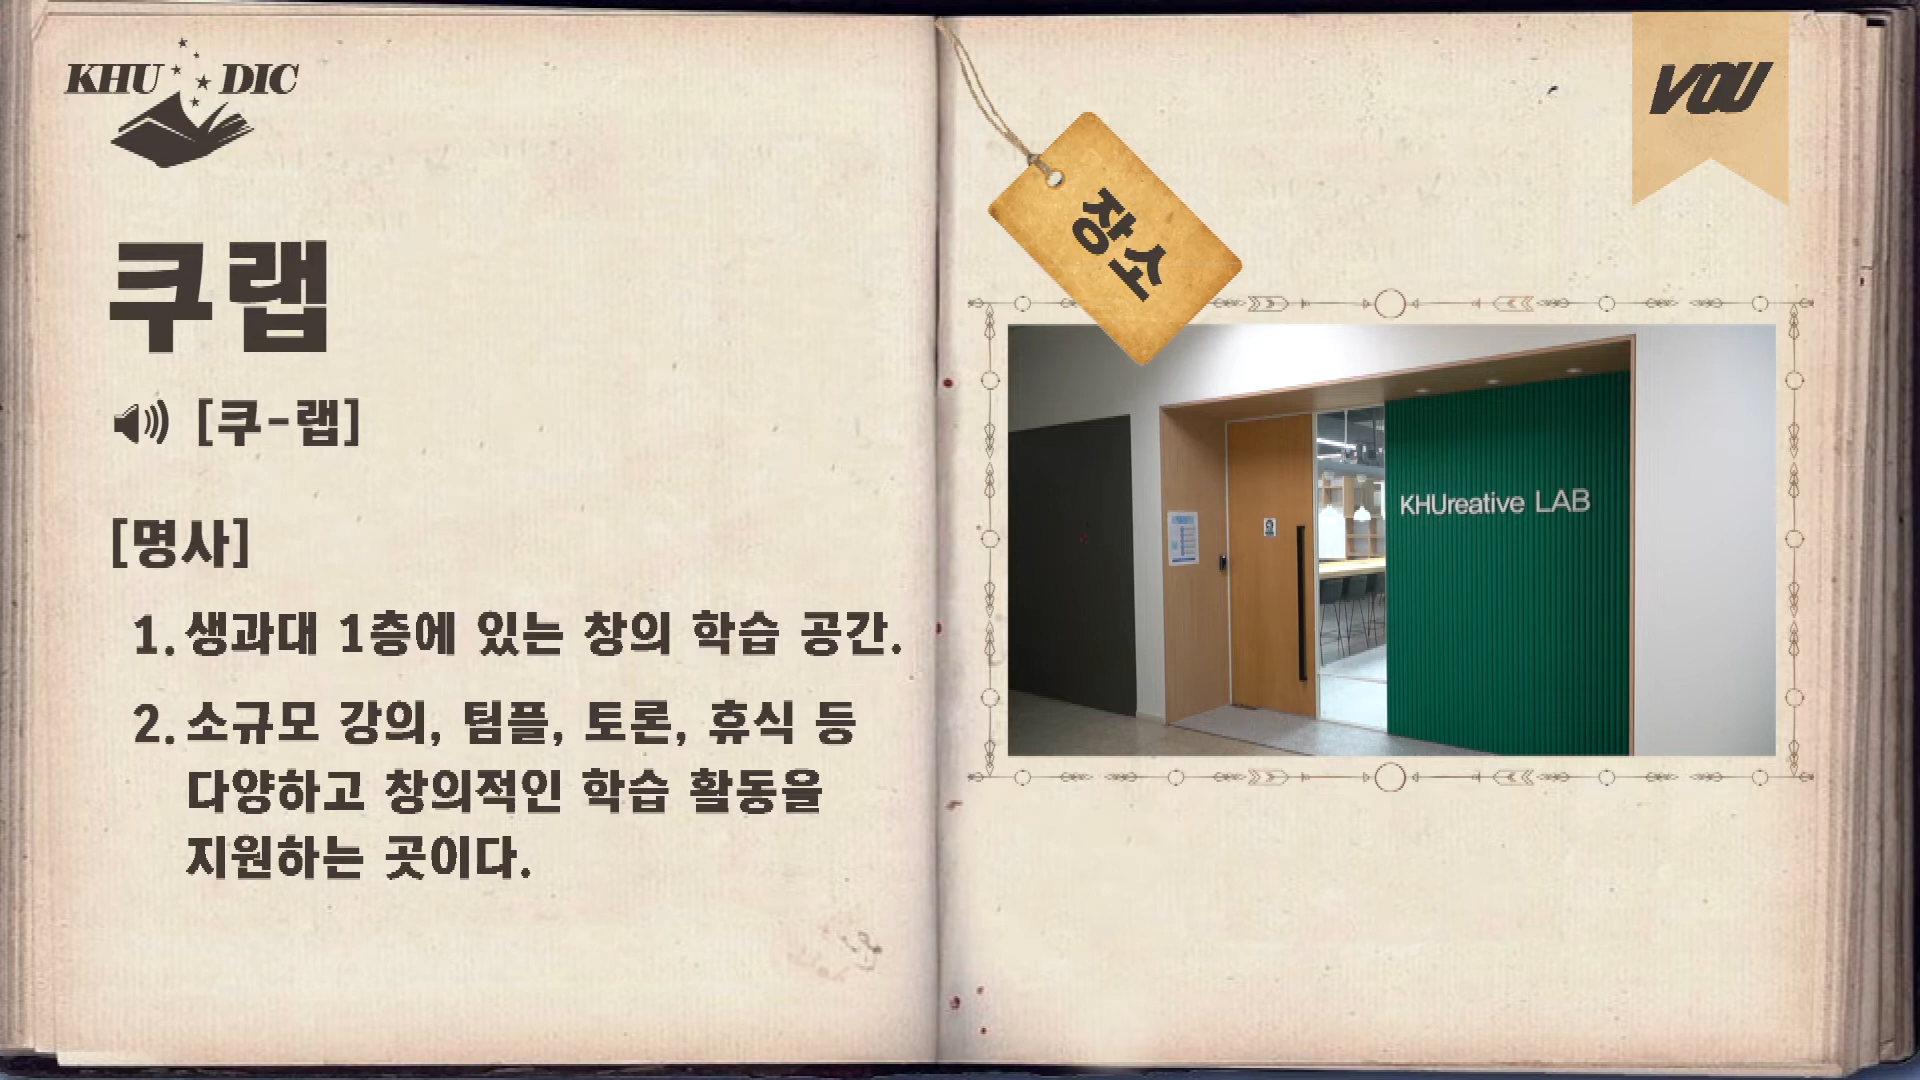 KHU DIC
쿠랩
[쿠-랩]
[명사]
1. 생과대 1층에 있는 창의 학습 공간.
2. 소규모 강의, 팀플, 토론, 휴식 등
다양하고 창의적인 학습 활동을
지원하는 곳이다.
VOU
장소
KHUreative LAB